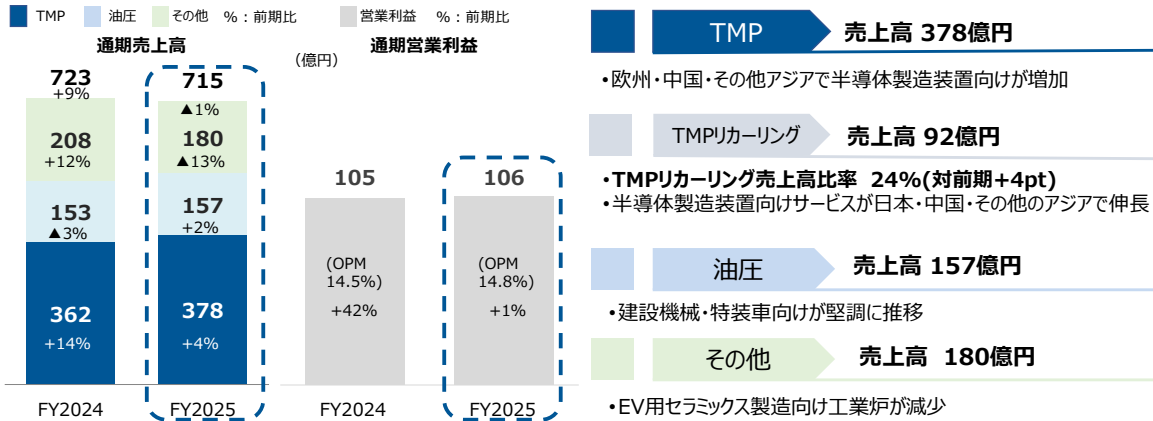 TMP 油圧 その他 %：前期比
営業利益 %：前期比
通期売上高
通期営業利益
(億円)
723
+9%
208
+12%
153
▲3%
362
+14%
715
▲1%
180
▲13%
157
+2%
378
+4%
FY2024
FY2025
105
(OPM
14.5%)
+42%
106
(OPM
14.8%)
+1%
FY2024
FY2025
TMP 売上高 378億円
・欧州・中国・その他アジアで半導体製造装置向けが増加
TMPリカーリング 売上高 92億円
・TMPリカーリング売上高比率 24%(対前期+4pt)
・半導体製造装置向けサービスが日本・中国・その他のアジアで伸長
油圧 売上高 157億円
・建設機械・特装車向けが堅調に推移
その他 売上高 180億円
・EV用セラミックス製造向け工業炉が減少